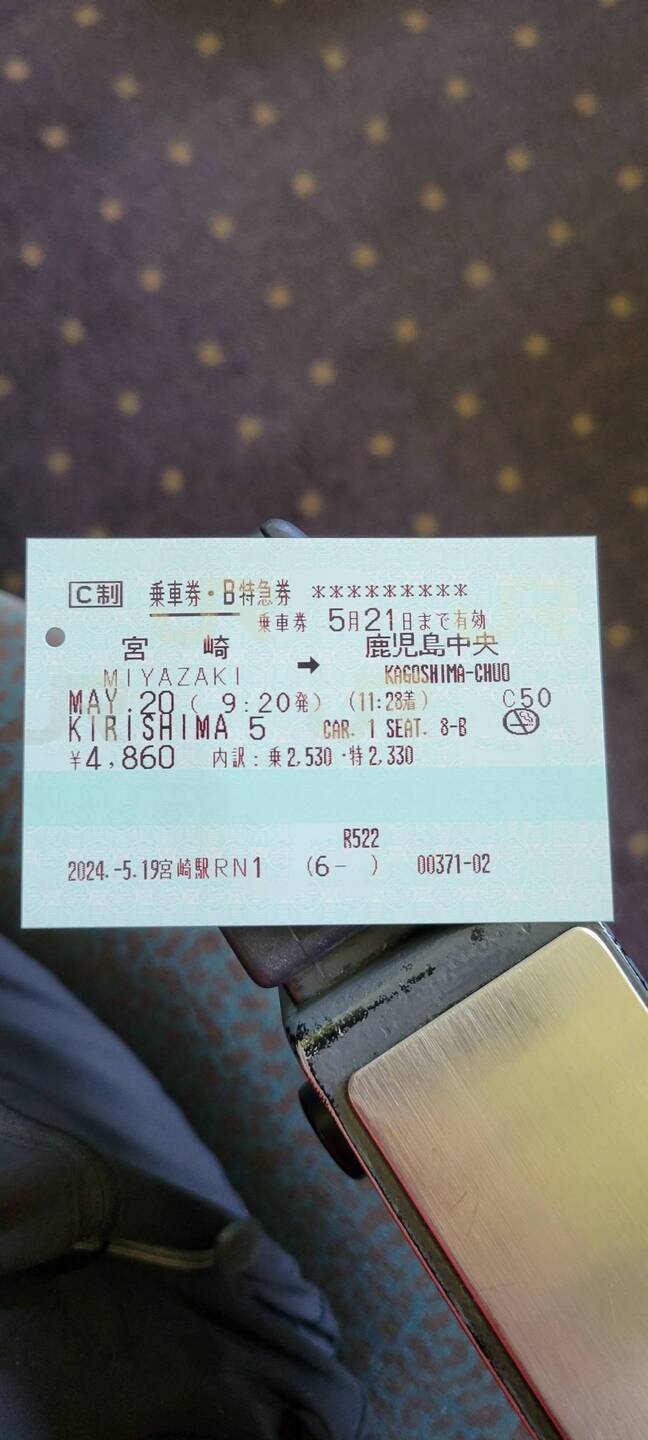 C制 乗車券・B特急券 *********
乗車券 5月21日まで有効
宮 崎 ➡ 鹿児島中央
MIYAZAKI KAGOSHIMA-CHUO
MAY.20 ( 9:20発) (11:28着) C50
KIRISHIMA 5 CAR. 1 SEAT. 8-B
¥4,860 内訳:乗2,530・特2,330
R522
2024.-5.19宮崎駅RN1 (6- ) 00371-02